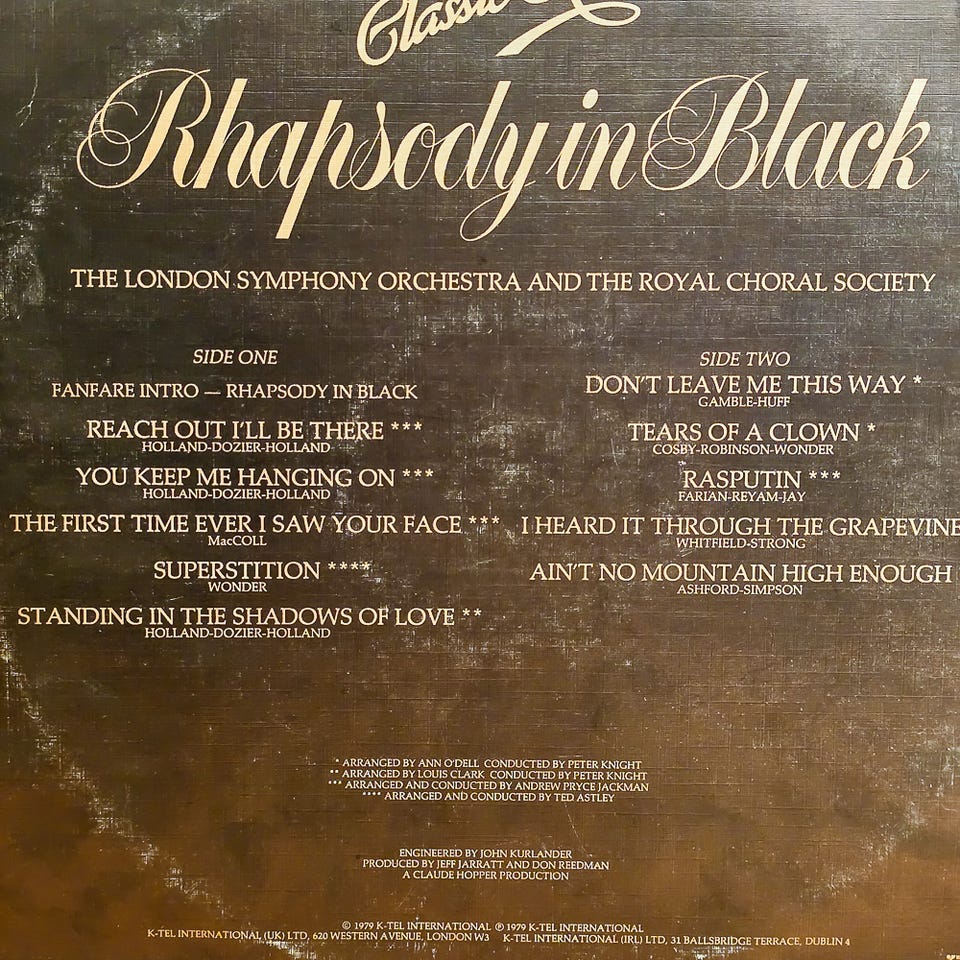 Classic
Rhapsody in Black
THE LONDON SYMPHONY ORCHESTRA AND THE ROYAL CHORAL SOCIETY
SIDE ONE
FANFARE INTRO — RHAPSODY IN BLACK
REACH OUT I'LL BE THERE ***
HOLLAND-DOZIER-HOLLAND
YOU KEEP ME HANGING ON ***
HOLLAND-DOZIER-HOLLAND
THE FIRST TIME EVER I SAW YOUR FACE ***
MacCOLL
SUPERSTITION ****
WONDER
STANDING IN THE SHADOWS OF LOVE **
HOLLAND-DOZIER-HOLLAND
SIDE TWO
DON'T LEAVE ME THIS WAY *
GAMBLE-HUFF
TEARS OF A CLOWN *
COSBY-ROBINSON-WONDER
RASPUTIN ***
FARIAN-REYAM-JAY
I HEARD IT THROUGH THE GRAPEVINE
WHITFIELD-STRONG
AIN'T NO MOUNTAIN HIGH ENOUGH
ASHFORD-SIMPSON
* ARRANGED BY ANN O'DELL CONDUCTED BY PETER KNIGHT
** ARRANGED BY LOUIS CLARK CONDUCTED BY PETER KNIGHT
*** ARRANGED AND CONDUCTED BY ANDREW PRYCE JACKMAN
**** ARRANGED AND CONDUCTED BY TED ASTLEY
ENGINEERED BY JOHN KURLANDER
PRODUCED BY JEFF JARRATT AND DON REEDMAN
A CLAUDE HOPPER PRODUCTION
© 1979 K-TEL INTERNATIONAL ℗ 1979 K-TEL INTERNATIONAL
K-TEL INTERNATIONAL (UK) LTD, 620 WESTERN AVENUE, LONDON W3 K-TEL INTERNATIONAL (IRL) LTD, 31 BALLSBRIDGE TERRACE, DUBLIN 4